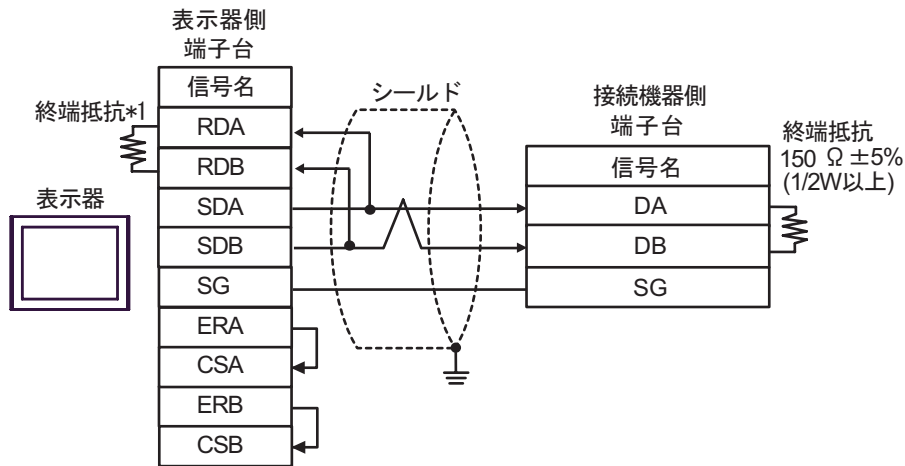 表示器側
端子台
信号名
RDA
RDB
SDA
SDB
SG
ERA
CSA
ERB
CSB
終端抵抗*1
表示器
シールド
接続機器側
端子台
信号名
DA
DB
SG
終端抵抗
150 Ω ±5%
(1/2W以上)